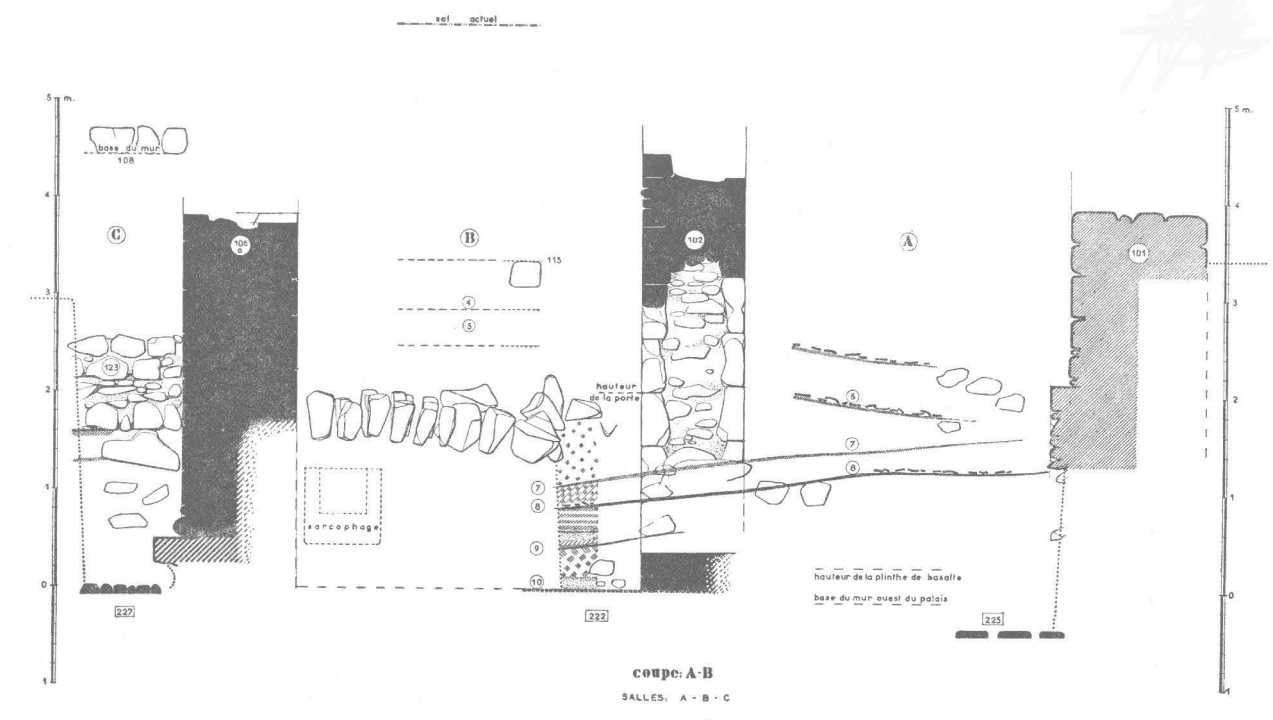 sol actuel
5 m.
5 m.
base du mur
108
4
4
C
106
a
B
102
A
101
115
3
4
3
5
123
2
hauteur
de la porte
6
2
7
1
8
7
sarcophage
8
1
9
10
hauteur de la plinthe de basalte
0
0
base du mur ouest du palais
227
222
225
1
coupe: A-B
1
SALLES, A - B - C